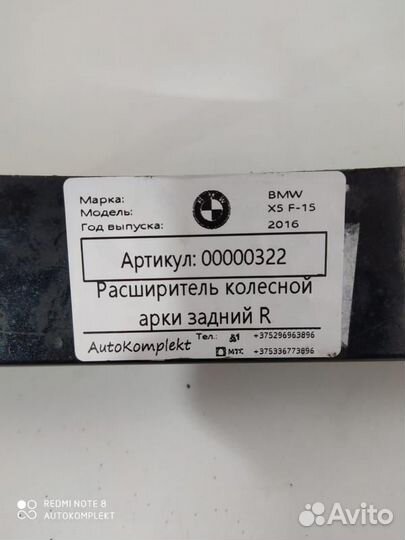 Марка: BMW
Модель: X5 F-15
Год выпуска: 2016
Артикул: 00000322
Расширитель колесной
арки задний R
Тел.: +375296963896
AutoKomplekt МТС +375336773896
REDMI NOTE 8
AUTOKOMPLEKT
Avito